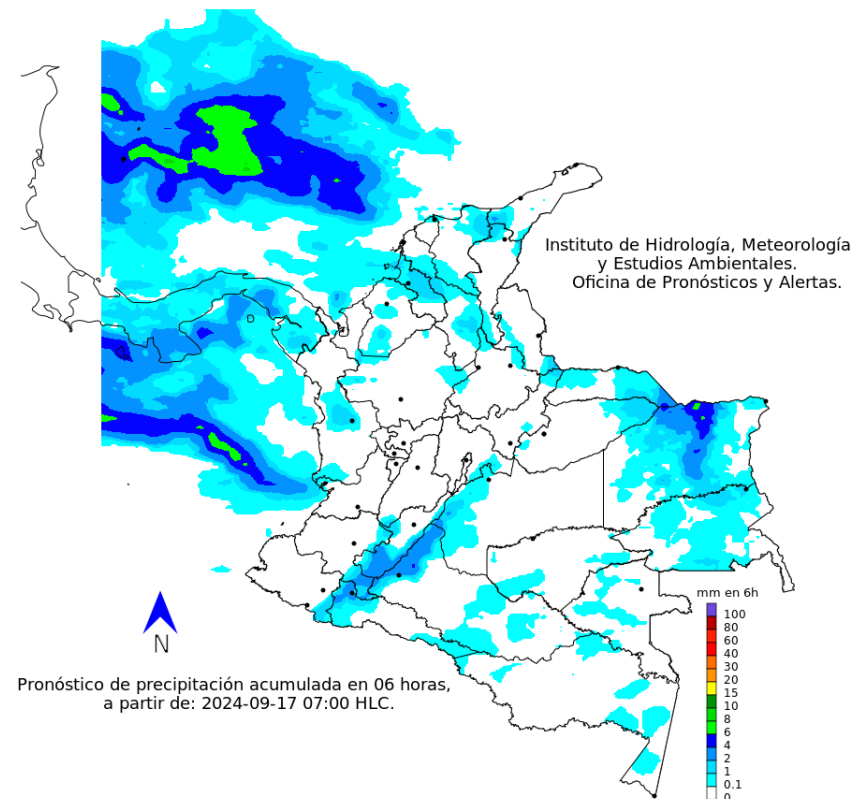 Instituto de Hidrología, Meteorología
y Estudios Ambientales.
Oficina de Pronósticos y Alertas.
N
Pronóstico de precipitación acumulada en 06 horas,
a partir de: 2024-09-17 07:00 HLC.
mm en 6h
100
80
60
40
30
20
15
10
8
6
4
2
1
0.1
0